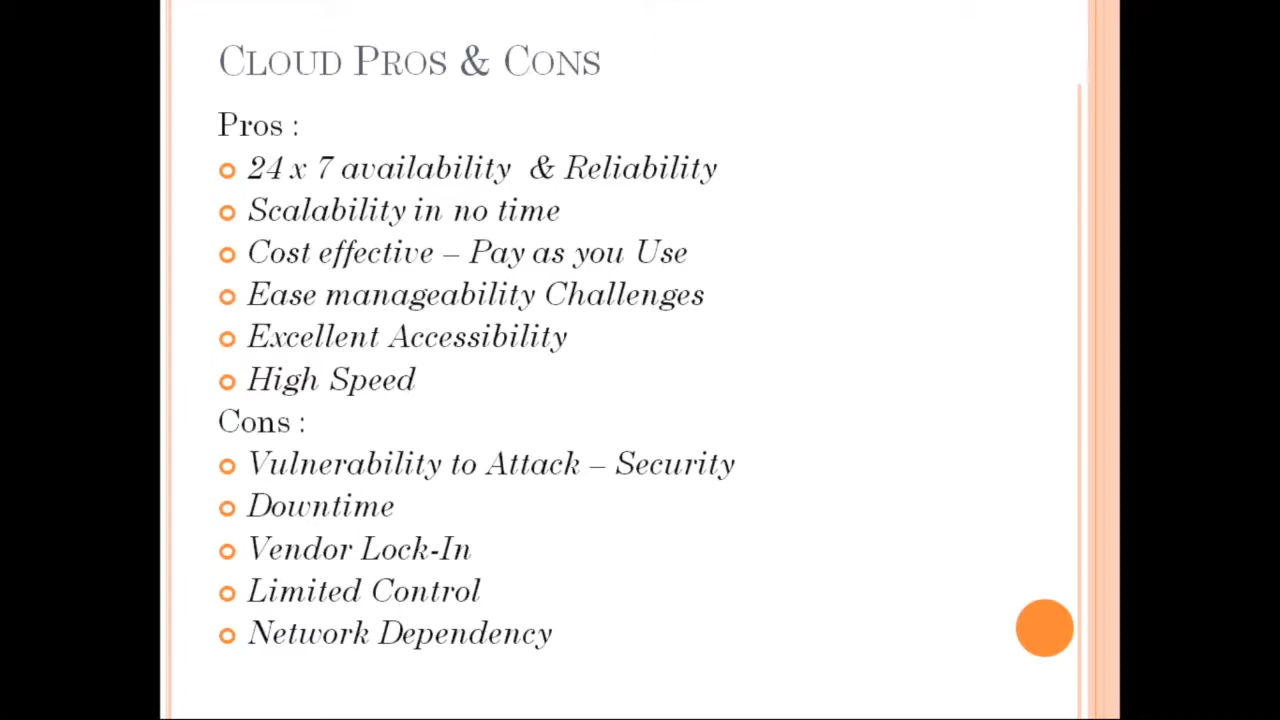 Cloud Pros & Cons
Pros :
24 x 7 availability & Reliability
Scalability in no time
Cost effective – Pay as you Use
Ease manageability Challenges
Excellent Accessibility
High Speed
Cons :
Vulnerability to Attack – Security
Downtime
Vendor Lock-In
Limited Control
Network Dependency